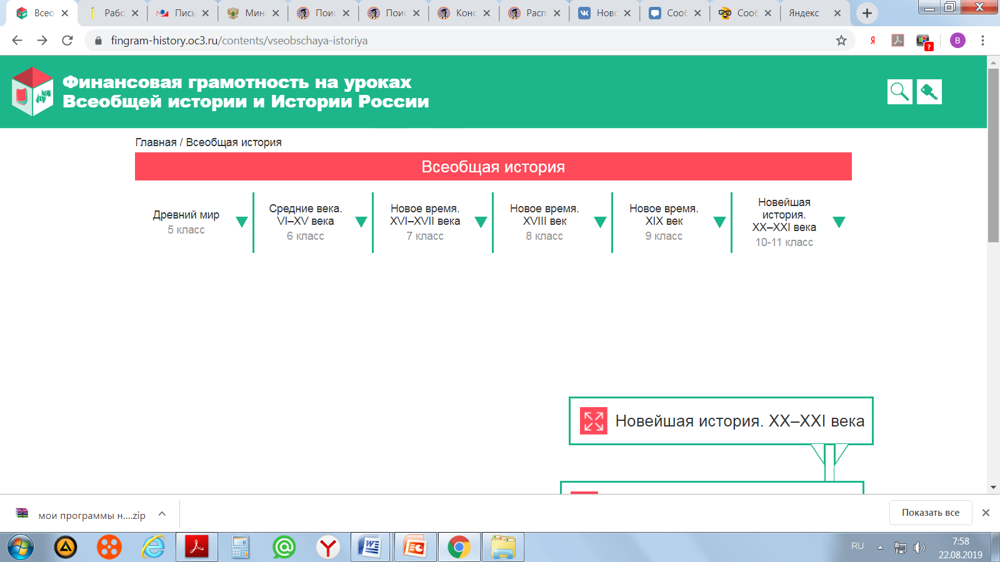 Всео
Рабо
Пись
Мин
Поис
Поис
Конс
Расп
Ново
Сооб
Сооб
Яндекс
fingram-history.oc3.ru/contents/vseobschaya-istoriya
Я
?
B
Финансовая грамотность на уроках
Всеобщей истории и Истории России
Главная / Всеобщая история
Всеобщая история
Древний мир
5 класс
Средние века.
VI–XV века
6 класс
Новое время.
XVI–XVII века
7 класс
Новое время.
XVIII век
8 класс
Новое время.
XIX век
9 класс
Новейшая
история.
XX–XXI века
10-11 класс
Новейшая история. XX–XXI века
мои программы н....zip
Показать все
RU
7:58
22.08.2019